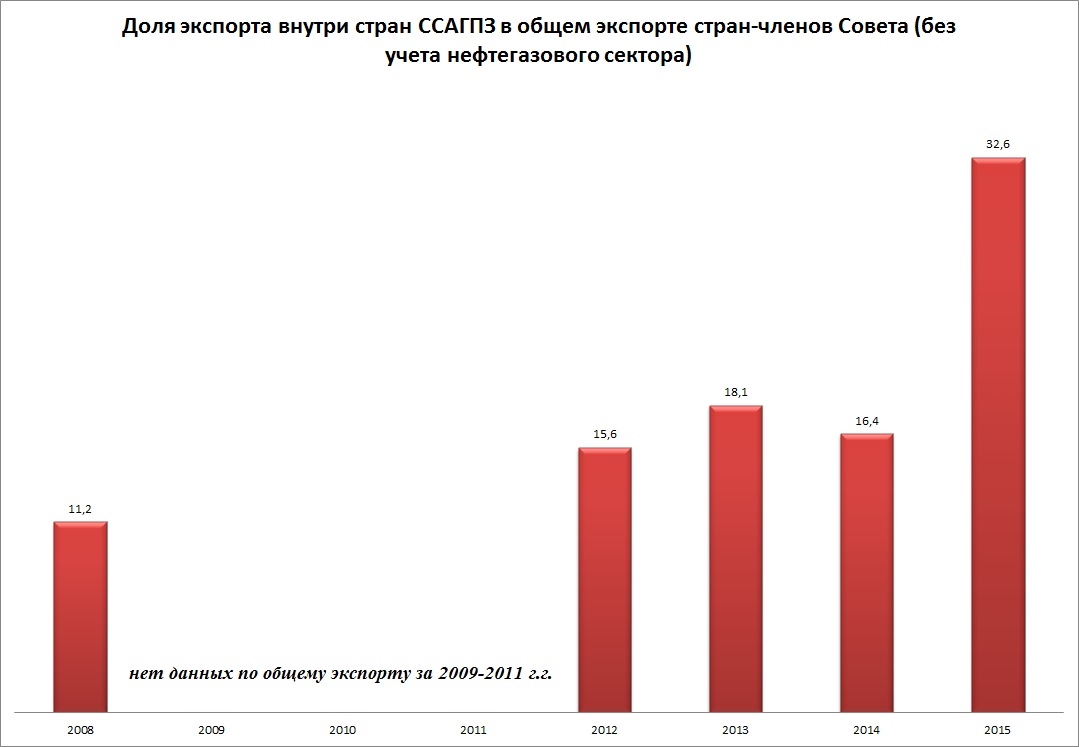 Доля экспорта внутри стран ССАГПЗ в общем экспорте стран-членов Совета (без
учета нефтегазового сектора)
32,6
18,1
16,4
15,6
11,2
нет данных по общему экспорту за 2009-2011 г.г.
2008 2009 2010 2011 2012 2013 2014 2015